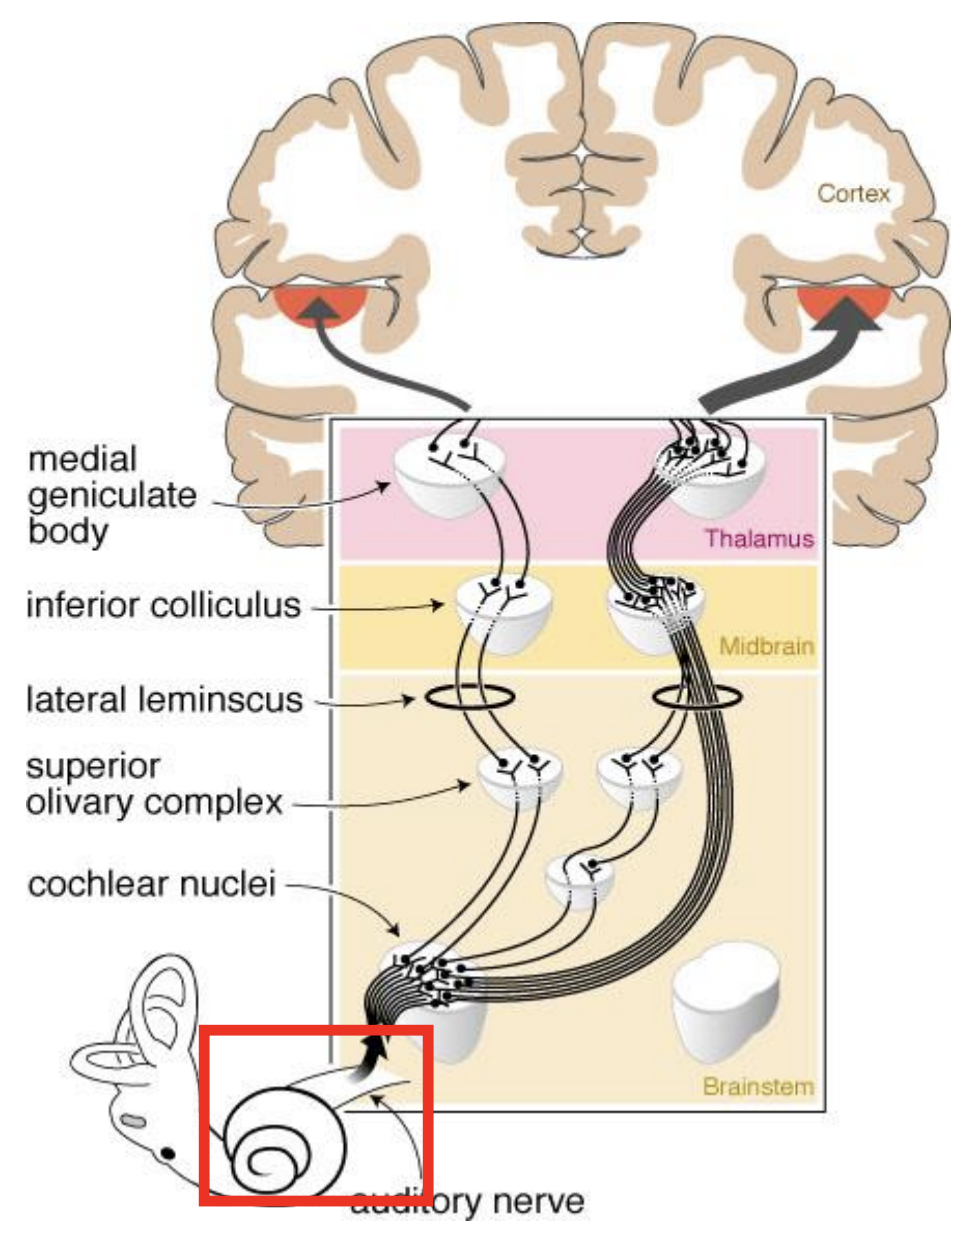 Cortex
medial
geniculate
body
Thalamus
inferior colliculus
Midbrain
lateral leminscus
superior
olivary complex
cochlear nuclei
Brainstem
auditory nerve